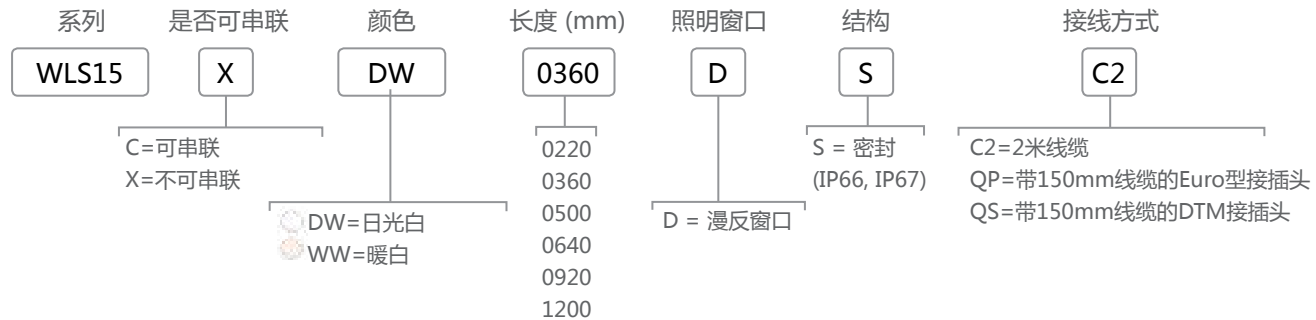 系列 是否可串联 颜色 长度 (mm) 照明窗口 结构 接线方式
WLS15 X DW 0360 D S C2
C=可串联
X=不可串联
DW=日光白
WW=暖白
0220
0360
0500
0640
0920
1200
D = 漫反窗口
S = 密封
(IP66, IP67)
C2=2米线缆
QP=带150mm线缆的Euro型接插头
QS=带150mm线缆的DTM接插头